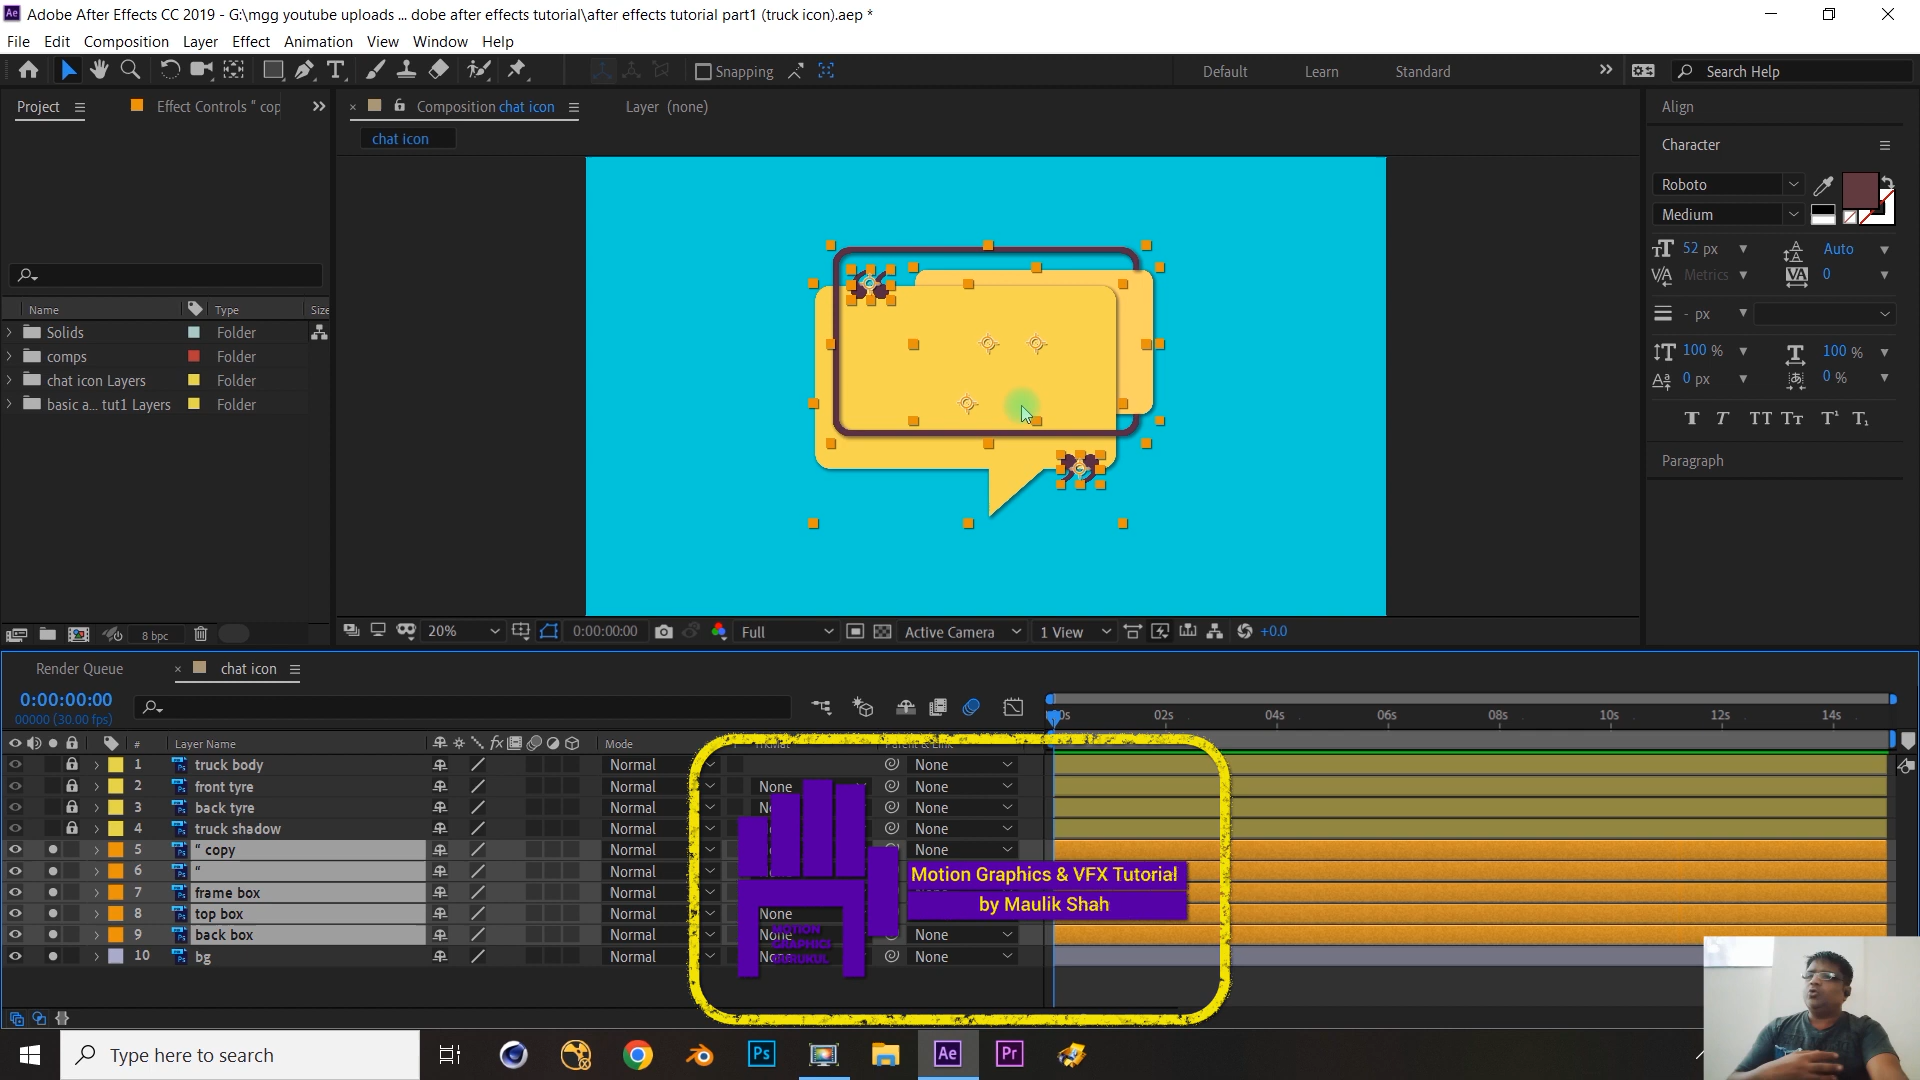 Adobe After Effects CC 2019 - G:\mgg youtube uploads ... dobe after effects tutorial\after effects tutorial part1 (truck icon).aep *
File Edit Composition Layer Effect Animation View Window Help
Snapping
Default Learn Standard
Search Help
Project
Effect Controls “ cop
Composition chat icon
Layer (none)
chat icon
Align
Character
Roboto
Medium
52 px
Auto
Metrics
0
- px
100 %
100 %
0 px
0 %
Paragraph
Name Type Size
Solids Folder
comps Folder
chat icon Layers Folder
basic a... tut1 Layers Folder
8 bpc
20%
0:00:00:00
Full
Active Camera
1 View
+0.0
Render Queue
chat icon
0:00:00:00
00000 (30.00 fps)
02s 04s 06s 08s 10s 12s 14s
# Layer Name Mode
1 truck body Normal None
2 front tyre Normal None None
3 back tyre Normal None
4 truck shadow Normal None
5 “ copy Normal None
6 “ Normal
7 frame box Normal
8 top box Normal None
9 back box Normal None None
10 bg Normal None
Motion Graphics & VFX Tutorial
by Maulik Shah
MOTION
GRAPHICS
GURUKUL
Type here to search
Ps
Ae
Pr